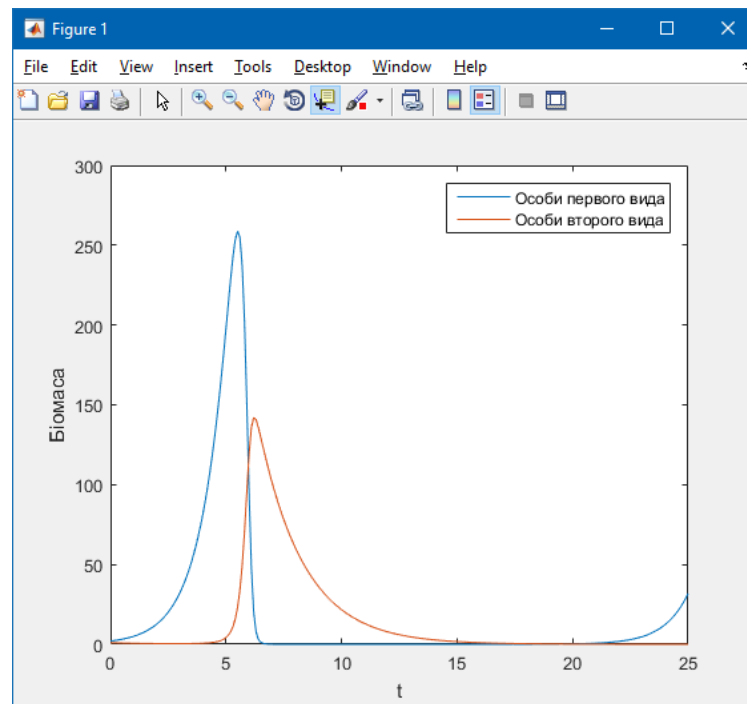 Figure 1
File Edit View Insert Tools Desktop Window Help
300
250
200
150
100
50
0
Біомаса
Особи первого вида
Особи второго вида
0 5 10 15 20 25
t